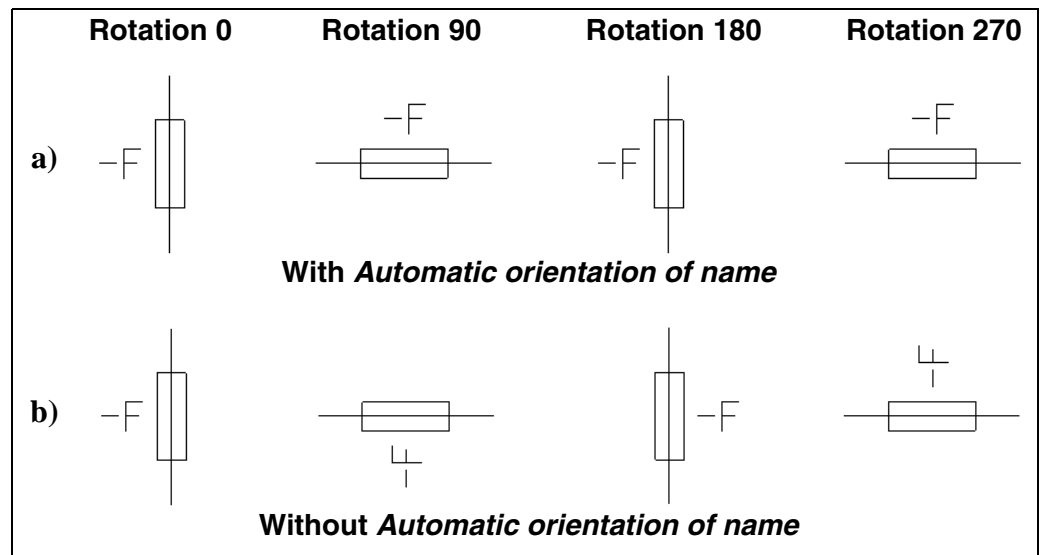 Rotation 0 Rotation 90 Rotation 180 Rotation 270
a) -F -F -F -F
With Automatic orientation of name
b) -F -F -F -F
Without Automatic orientation of name